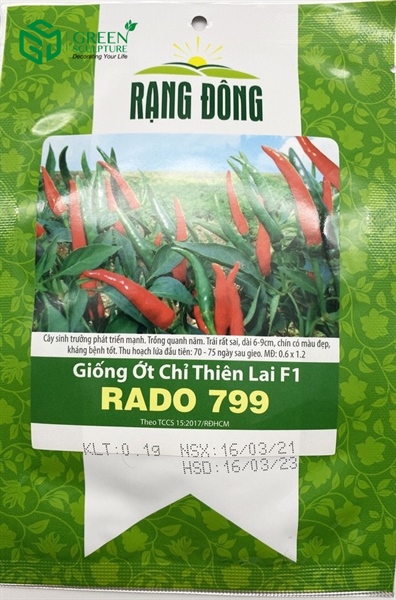 GREEN
SCULPTURE
Decorating Your Life
RẠNG ĐÔNG
Cây sinh trưởng phát triển mạnh. Trồng quanh năm. Trái rất sai, dài 6-9cm, chín có màu đẹp,
kháng bệnh tốt. Thu hoạch lứa đầu tiên: 70 - 75 ngày sau gieo. MĐ: 0.6 x 1.2
Giống Ớt Chỉ Thiên Lai F1
RADO 799
Theo TCCS 15:2017/RĐHCM
KLT:0.1g NSX:16/03/21
HSD:16/03/23